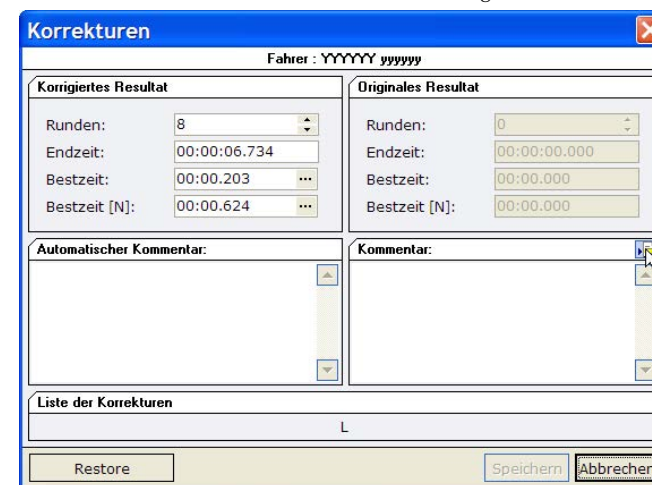 Korrekturen
Fahrer : YYYYYY yyyyyy
Korrigiertes Resultat
Runden: 8
Endzeit: 00:00:06.734
Bestzeit: 00:00.203 ...
Bestzeit [N]: 00:00.624 ...
Originales Resultat
Runden: 0
Endzeit: 00:00:00.000
Bestzeit: 00:00.000
Bestzeit [N]: 00:00.000
Automatischer Kommentar:
Kommentar:
Liste der Korrekturen
L
Restore
Speichern
Abbrechen